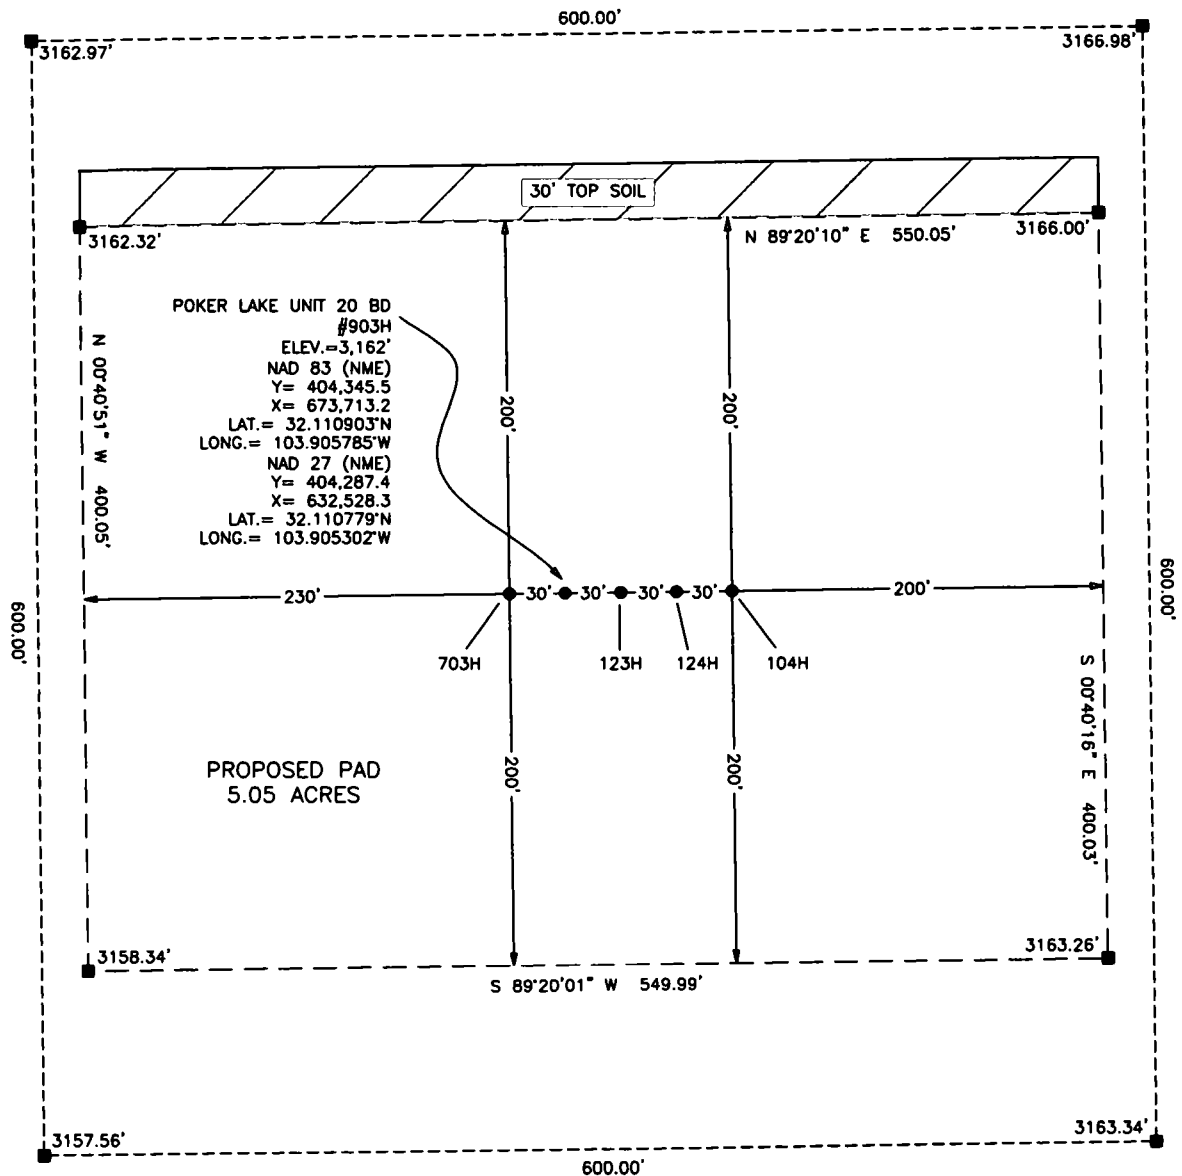 600.00'
3162.97'
3166.98'
30' TOP SOIL
3162.32'
N 89°20'10" E 550.05'
3166.00'
POKER LAKE UNIT 20 BD
#903H
ELEV.=3,162'
NAD 83 (NME)
Y= 404,345.5
X= 673,713.2
LAT.= 32.110903°N
LONG.= 103.905785°W
NAD 27 (NME)
Y= 404,287.4
X= 632,528.3
LAT.= 32.110779°N
LONG.= 103.905302°W
N 00°40'51" W 400.05'
200'
200'
600.00'
230'
30'
30'
30'
30'
200'
600.00'
703H
123H
124H
104H
S 00°40'16" E 400.03'
PROPOSED PAD
5.05 ACRES
200'
200'
3158.34'
3163.26'
S 89°20'01" W 549.99'
3157.56'
3163.34'
600.00'